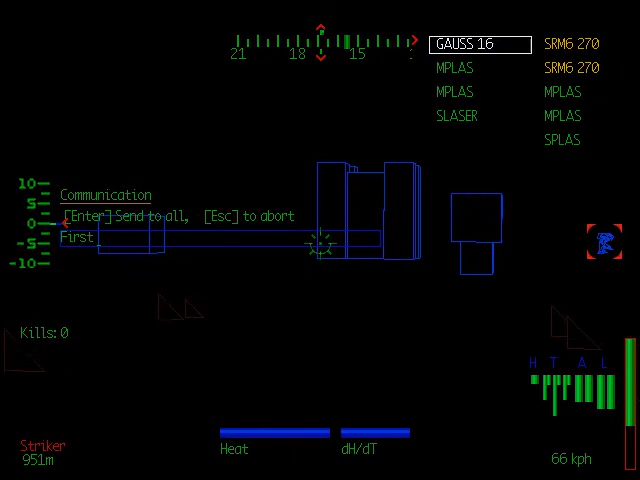 21 18 15
GAUSS 16 SRM6 270
MPLAS SRM6 270
MPLAS MPLAS
SLASER MPLAS
SPLAS
10
5
0
-5
-10
Communication
[Enter] Send to all, [Esc] to abort
First
Kills: 0
H T A L
Striker
951m
Heat dH/dT
66 kph